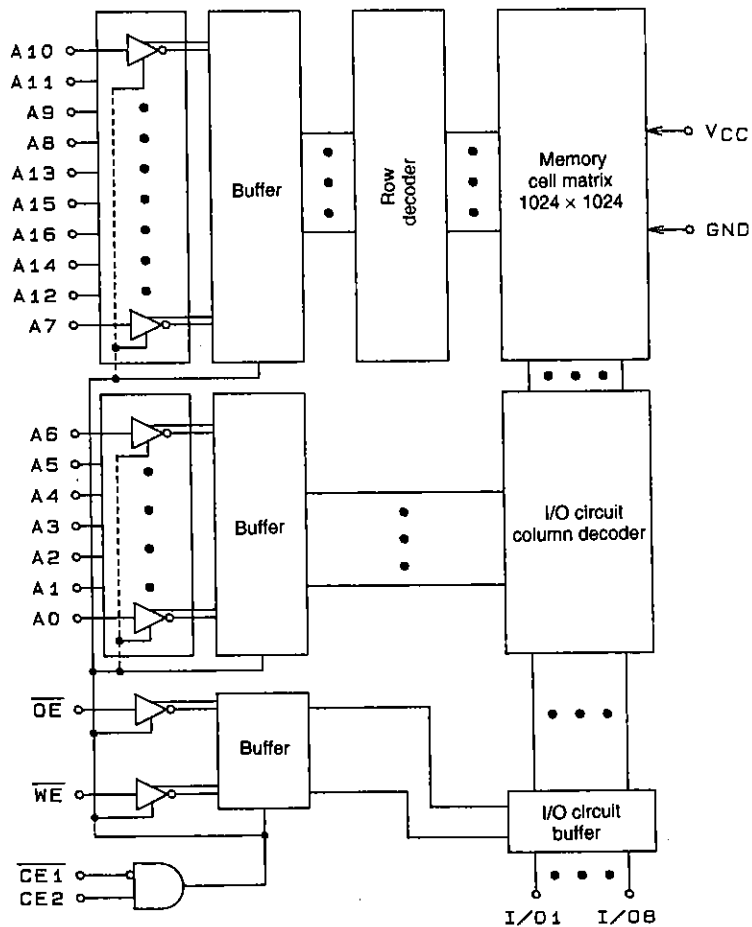 A10
A11
A9
A8
A13
A15
A16
A14
A12
A7
Buffer
Row
decoder
Memory
cell matrix
1024 × 1024
VCC
GND
A6
A5
A4
A3
A2
A1
A0
Buffer
I/O circuit
column decoder
OE
WE
Buffer
I/O circuit
buffer
CE1
CE2
I/O1
I/O8